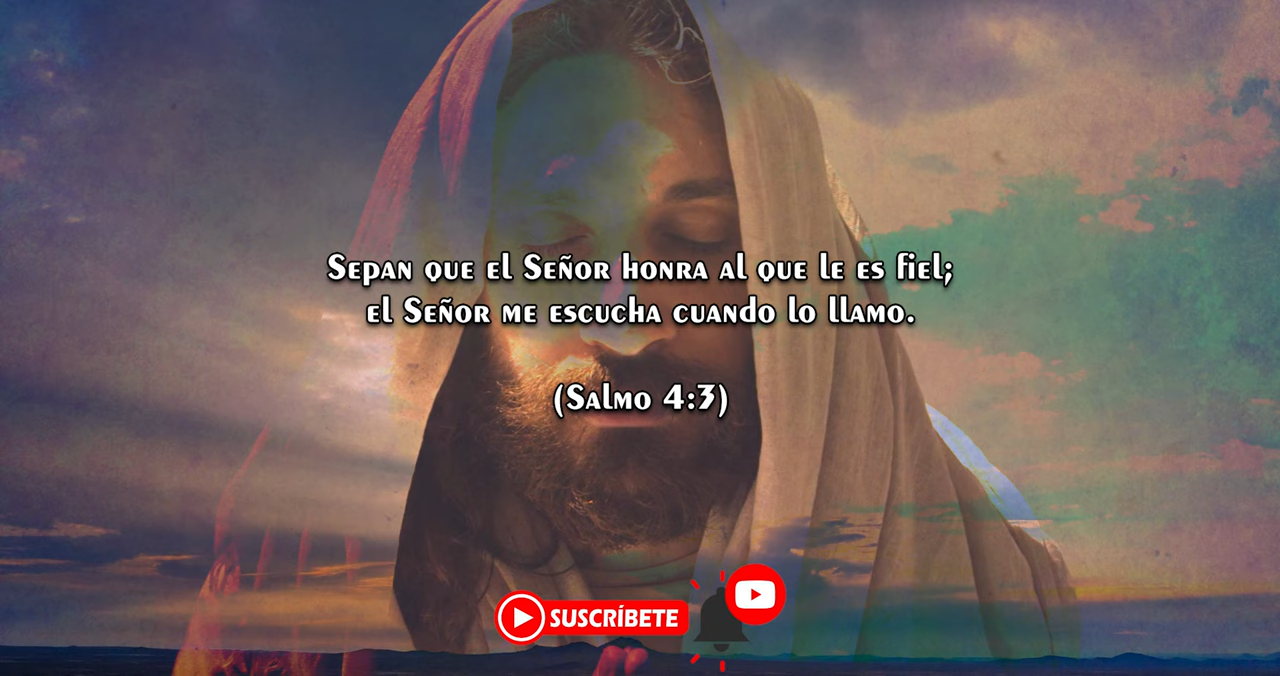 Sepan que el Señor honra al que le es fiel;
el Señor me escucha cuando lo llamo.
(Salmo 4:3)
SUSCRÍBETE